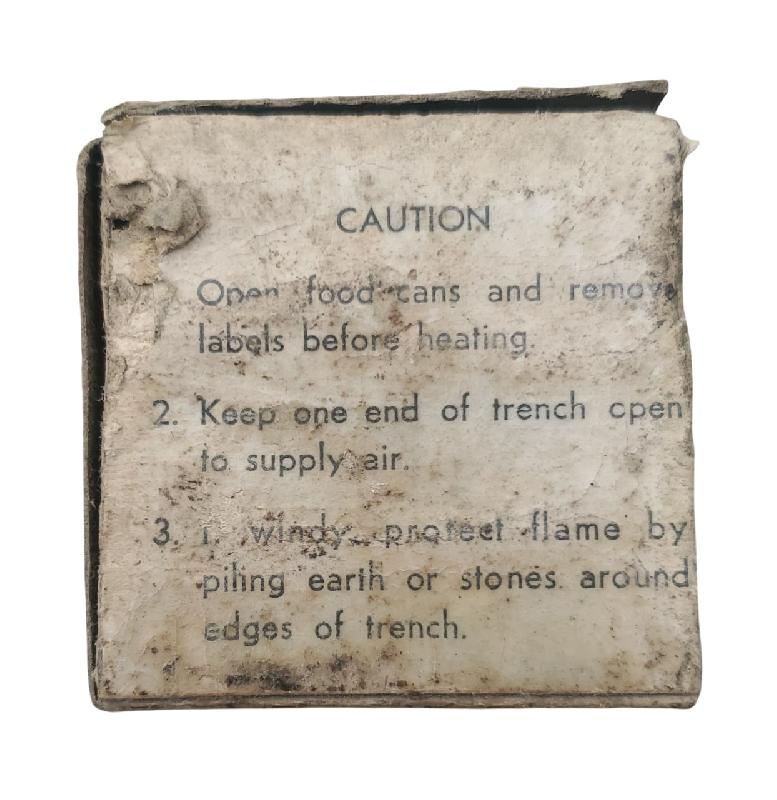 CAUTION
Open food cans and remove
labels before heating.
2. Keep one end of trench open
to supply air.
3. windy, protect flame by
piling earth or stones around
edges of trench.